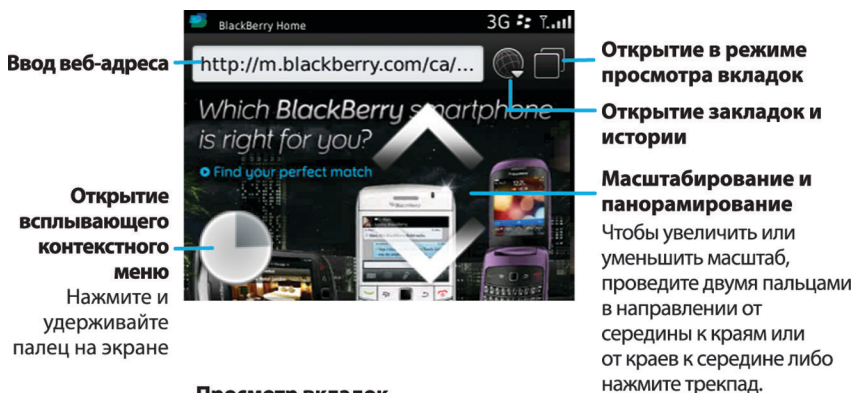 BlackBerry Home
3G
Ввод веб-адреса
http://m.blackberry.com/ca/...
Открытие в режиме
просмотра вкладок
Открытие закладок и
истории
Which BlackBerry smartphone
is right for you?
Find your perfect match
Масштабирование и
панорамирование
Чтобы увеличить или
уменьшить масштаб,
проведите двумя пальцами
в направлении от
середины к краям или
от краев к середине либо
нажмите трекпад.
Открытие
всплывающего
контекстного
меню
Нажмите и
удерживайте
палец на экране
Просмотр вкладок